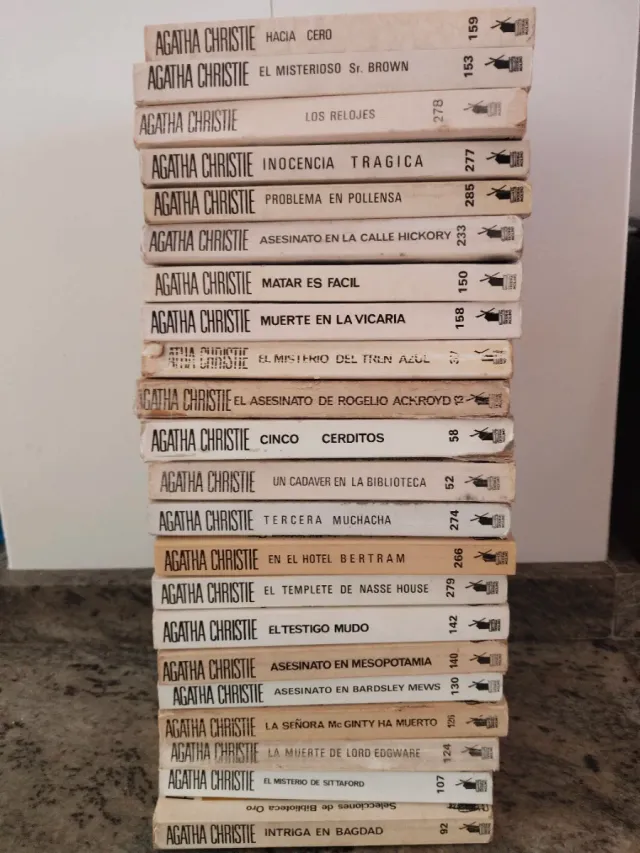 AGATHA CHRISTIE HACIA CERO 159
AGATHA CHRISTIE EL MISTERIOSO Sr. BROWN 153
AGATHA CHRISTIE LOS RELOJES 278
AGATHA CHRISTIE INOCENCIA TRAGICA 277
AGATHA CHRISTIE PROBLEMA EN POLLENSA 285
AGATHA CHRISTIE ASESINATO EN LA CALLE HICKORY 233
AGATHA CHRISTIE MATAR ES FACIL 150
AGATHA CHRISTIE MUERTE EN LA VICARIA 158
ATHA CHRISTIE EL MISTERIO DEL TREN AZUL
AGATHA CHRISTIE EL ASESINATO DE ROGELIO ACKROYD 13
AGATHA CHRISTIE CINCO CERDITOS 58
AGATHA CHRISTIE UN CADAVER EN LA BIBLIOTECA 52
AGATHA CHRISTIE TERCERA MUCHACHA 274
AGATHA CHRISTIE EN EL HOTEL BERTRAM 266
AGATHA CHRISTIE EL TEMPLETE DE NASSE HOUSE 279
AGATHA CHRISTIE EL TESTIGO MUDO 142
AGATHA CHRISTIE ASESINATO EN MESOPOTAMIA 140
AGATHA CHRISTIE ASESINATO EN BARDSLEY MEWS 130
AGATHA CHRISTIE LA SEÑORA Mc GINTY HA MUERTO 126
AGATHA CHRISTIE LA MUERTE DE LORD EDGWARE 124
AGATHA CHRISTIE EL MISTERIO DE SITTAFORD 107
Selecciones de Biblioteca Oro
AGATHA CHRISTIE INTRIGA EN BAGDAD 92